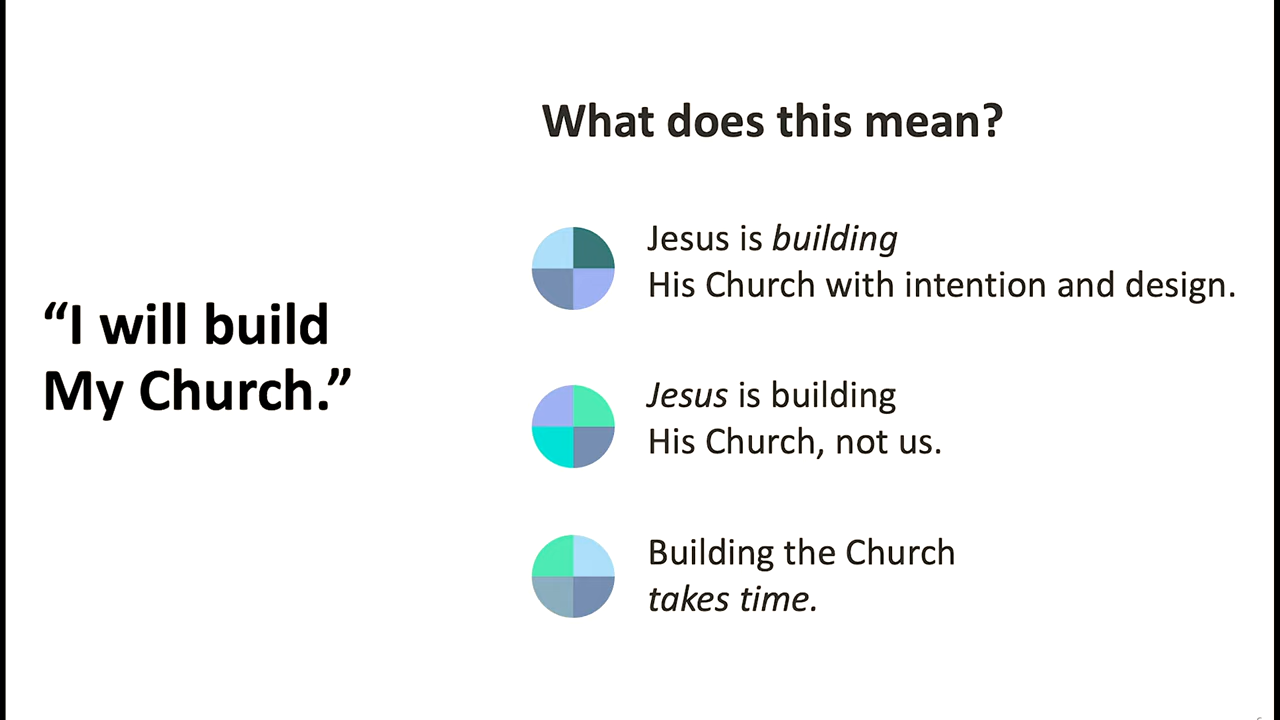 “I will build
My Church.”
What does this mean?
Jesus is building
His Church with intention and design.
Jesus is building
His Church, not us.
Building the Church
takes time.